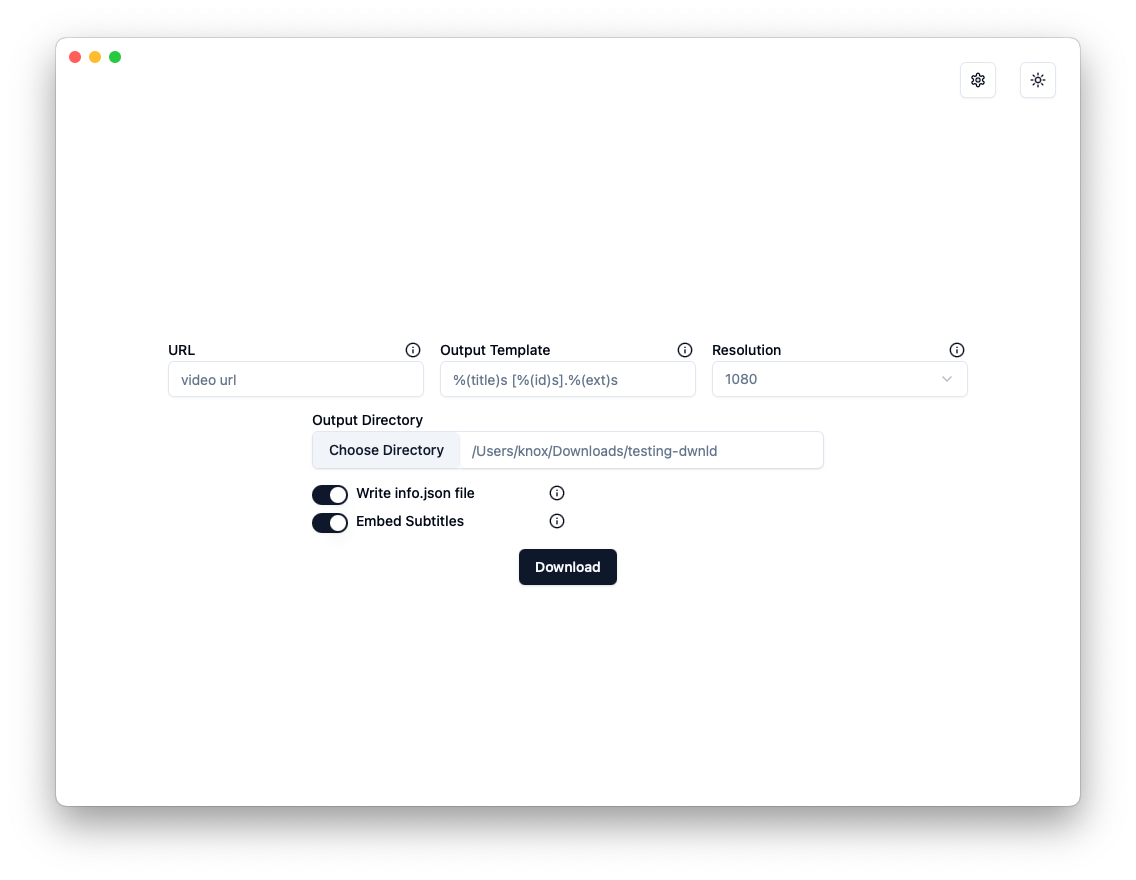 URL
Output Template
Resolution
video url
%(title)s [%(id)s].%(ext)s
1080
Output Directory
Choose Directory
/Users/knox/Downloads/testing-dwnld
Write info.json file
Embed Subtitles
Download